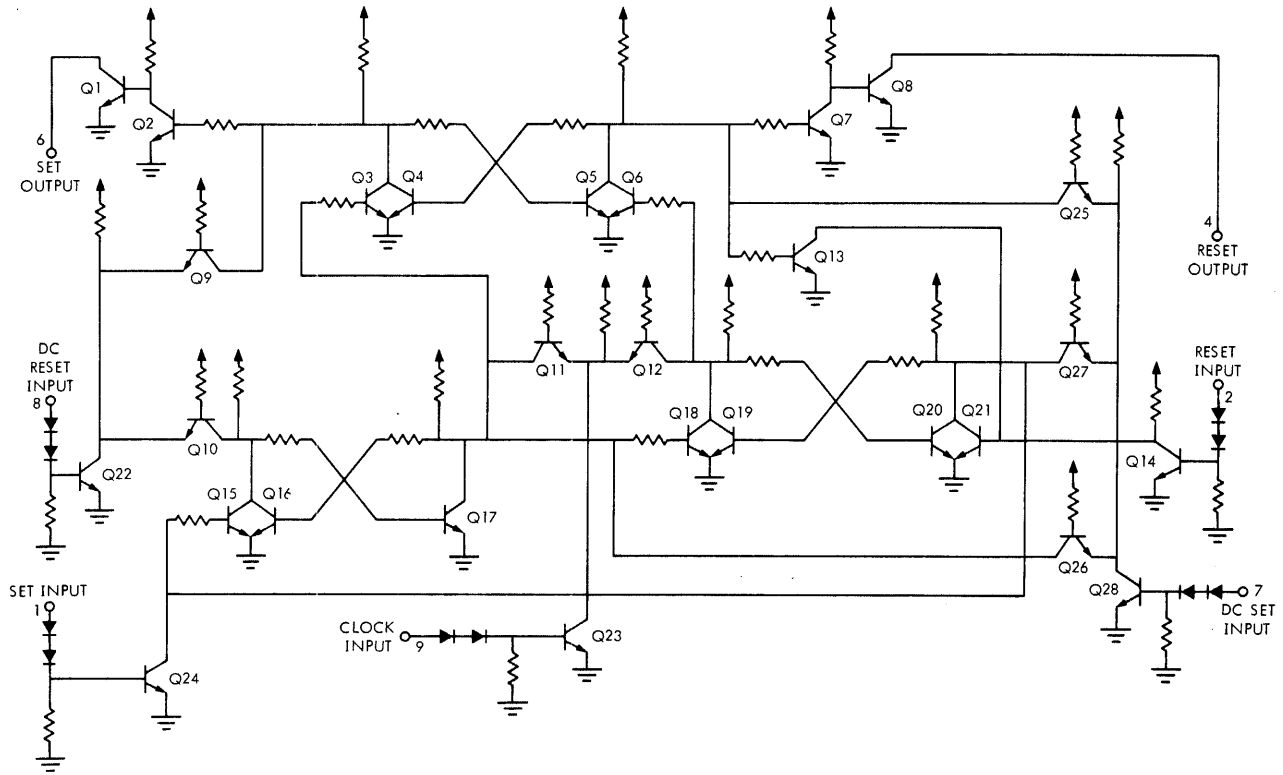 Q1
Q2
6
SET
OUTPUT
Q3
Q4
Q5
Q6
Q7
Q8
Q9
Q25
4
RESET
OUTPUT
Q13
DC
RESET
INPUT
8
Q11
Q12
Q27
RESET
INPUT
2
Q10
Q22
Q18
Q19
Q20
Q21
Q14
Q15
Q16
Q17
Q26
SET INPUT
1
Q28
7
DC SET
INPUT
CLOCK
INPUT
9
Q23
Q24